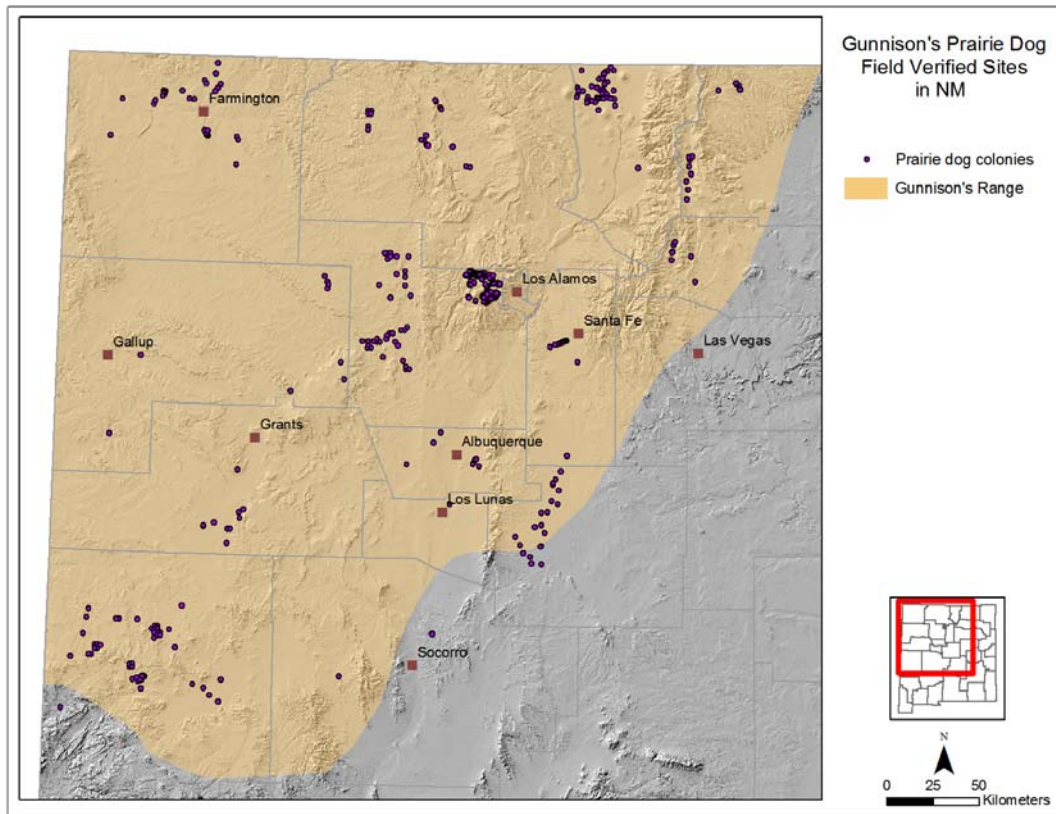 Gunnison's Prairie Dog
Field Verified Sites
in NM
Prairie dog colonies
Gunnison's Range
Farmington
Los Alamos
Santa Fe
Gallup
Las Vegas
Grants
Albuquerque
Los Lunas
Socorro
N
0 25 50
Kilometers